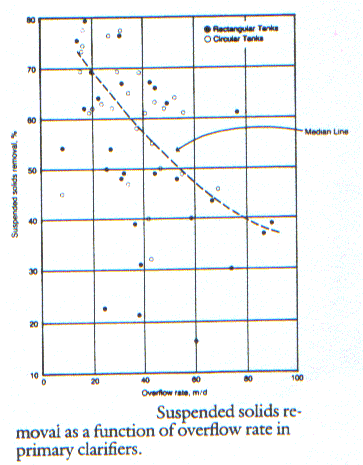 80
Rectangular Tanks
Circular Tanks
70
60
Median Line
50
40
30
20
10
Suspended solids removal, %
0 20 40 60 80 100
Overflow rate, m/d
Suspended solids re-
moval as a function of overflow rate in
primary clarifiers.